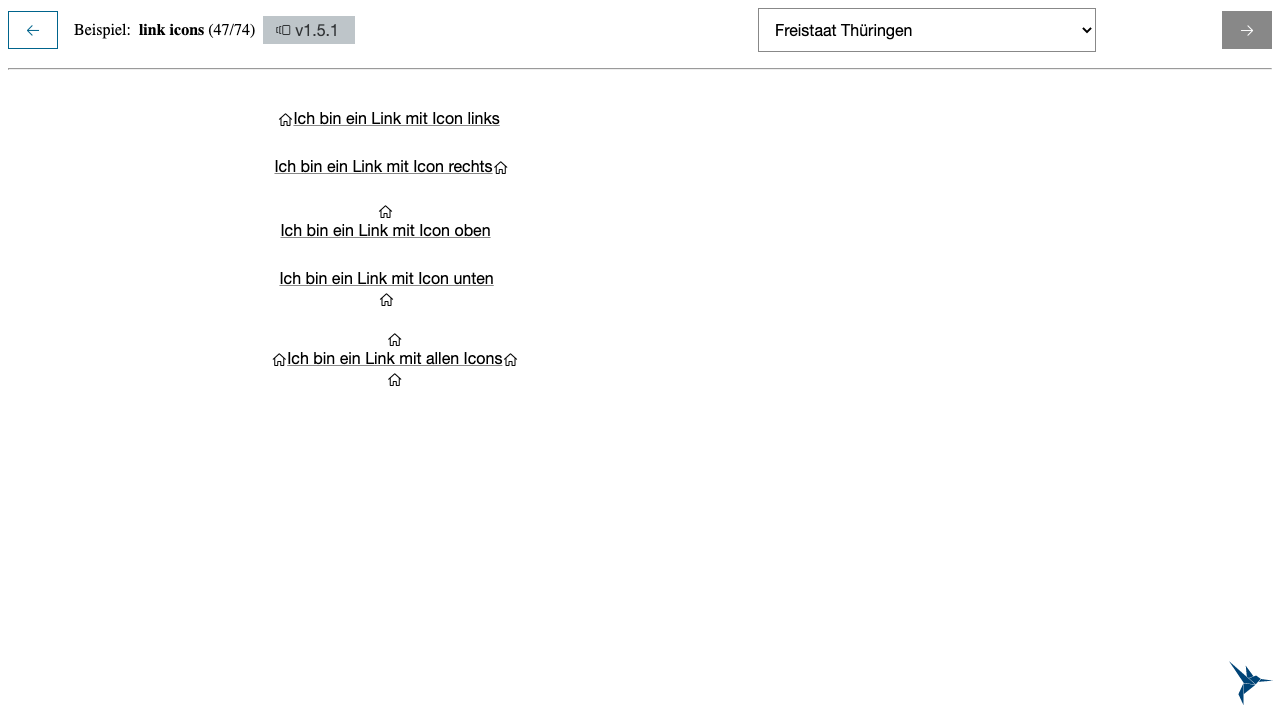 Beispiel: link icons (47/74) v1.5.1 Freistaat Thüringen
Ich bin ein Link mit Icon links
Ich bin ein Link mit Icon rechts
Ich bin ein Link mit Icon oben
Ich bin ein Link mit Icon unten
Ich bin ein Link mit allen Icons